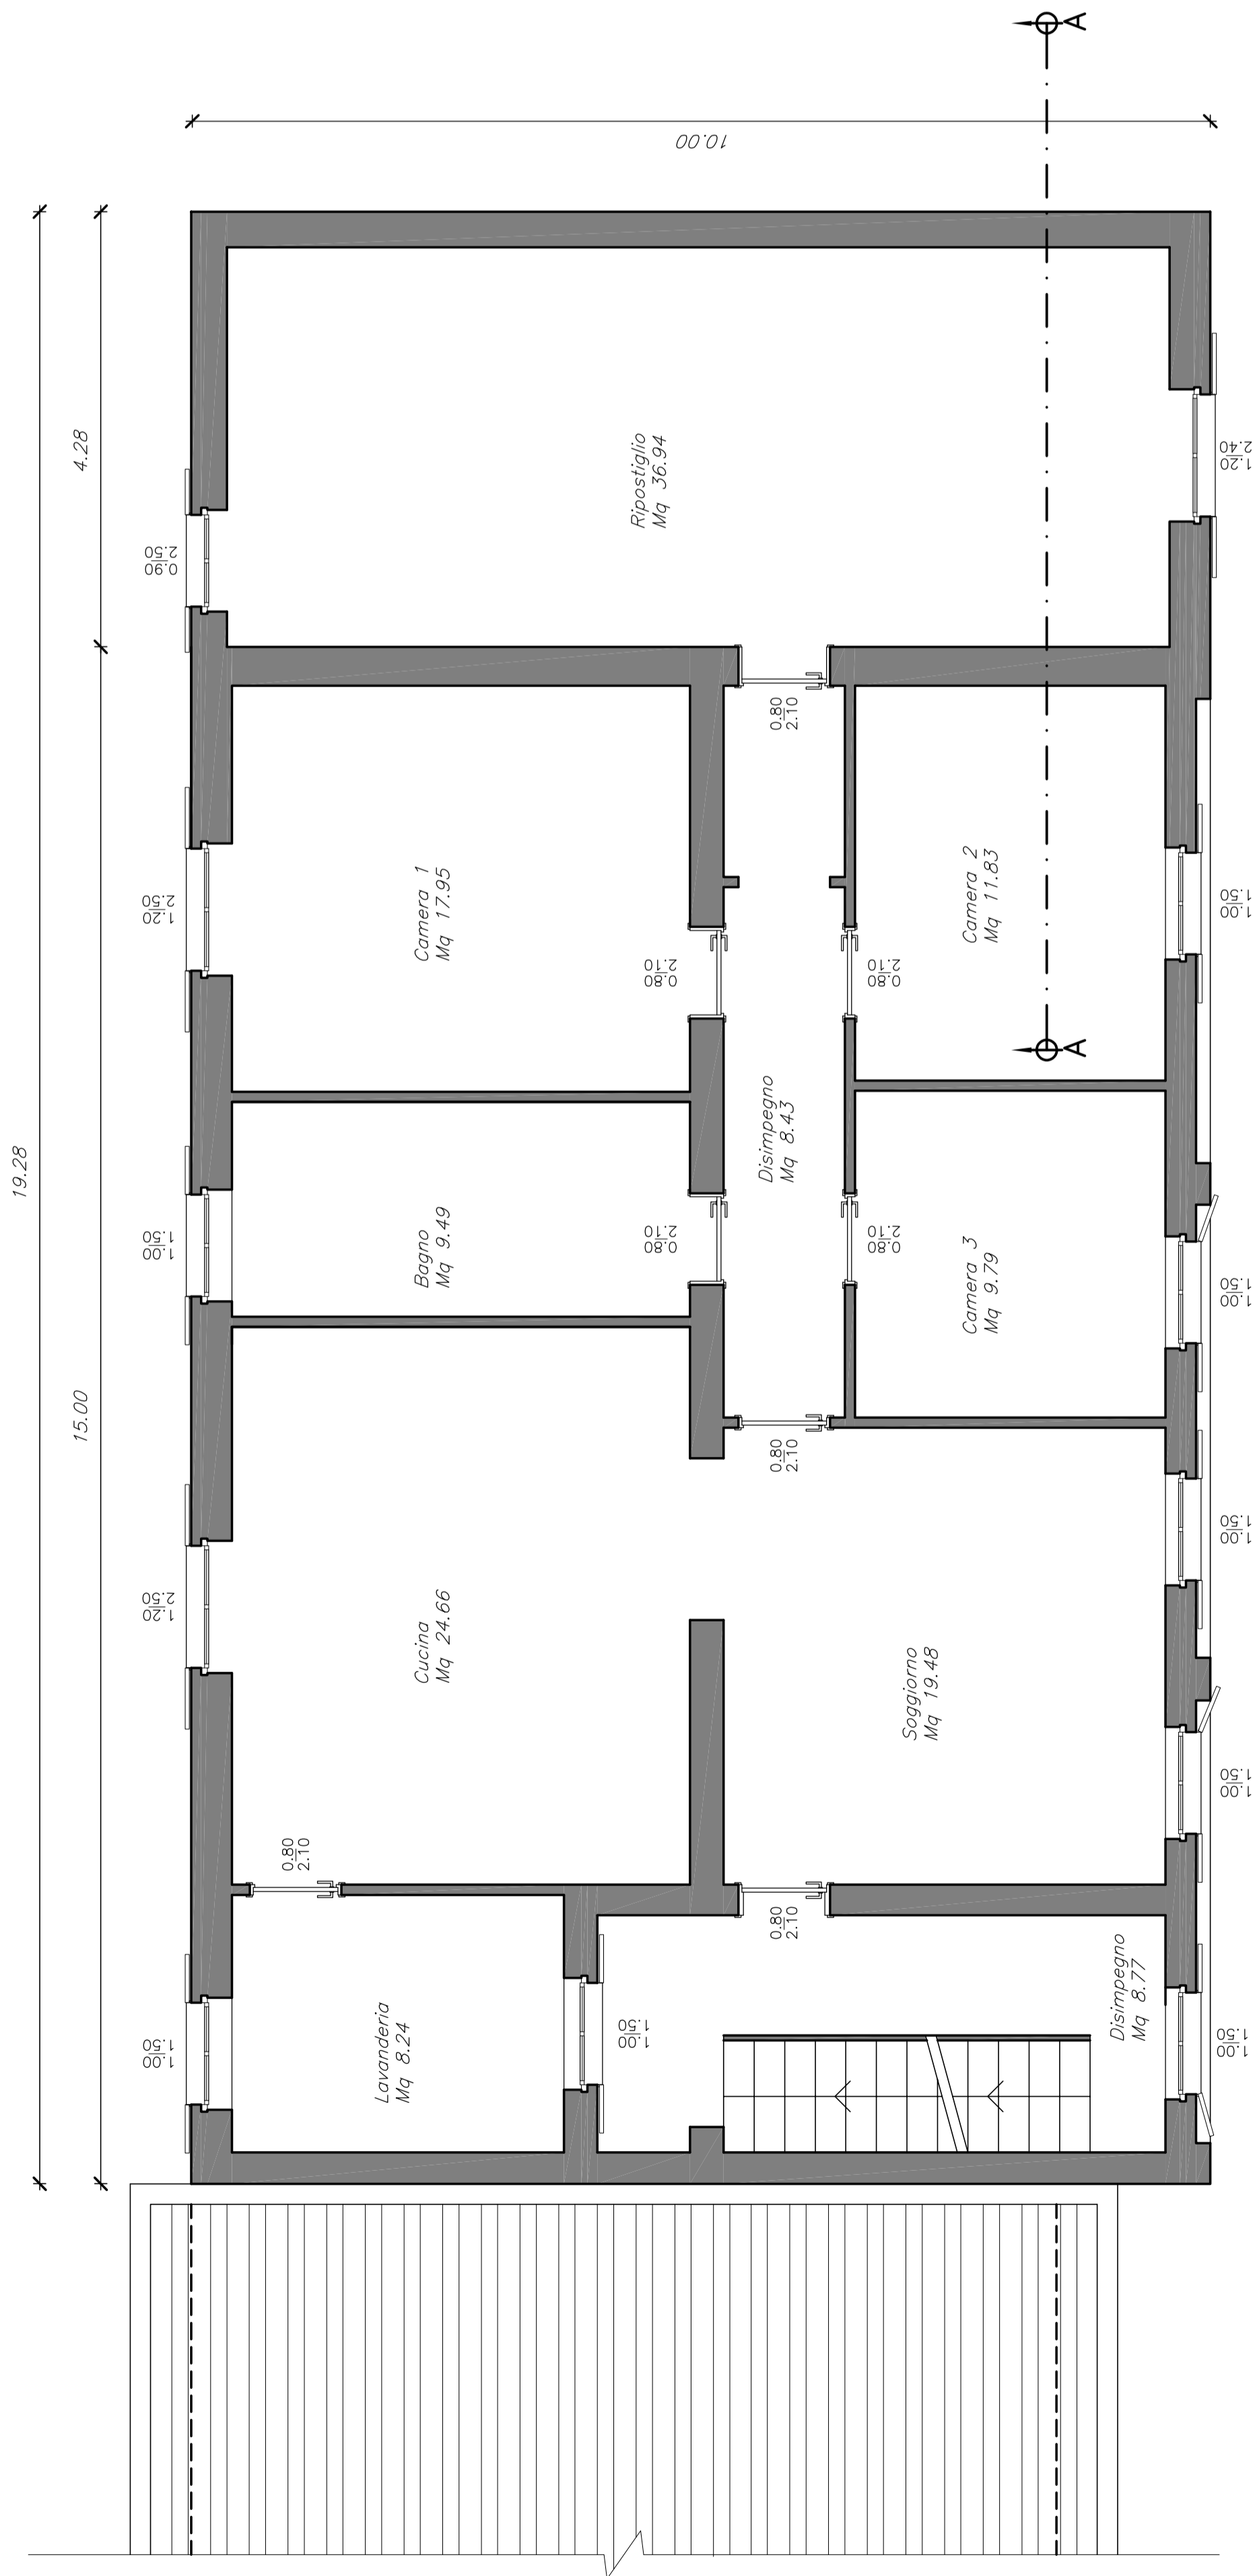 A
10.00
19.28
4.28
15.00
0.90
2.50
1.20
2.40
Ripostiglio
Mq 36.94
0.80
2.10
1.20
2.50
Camera 1
Mq 17.95
0.80
2.10
0.80
2.10
Camera 2
Mq 11.83
1.00
1.50
A
Disimpegno
Mq 8.43
1.00
1.50
Bagno
Mq 9.49
0.80
2.10
0.80
2.10
Camera 3
Mq 9.79
1.00
1.50
0.80
2.10
1.00
1.50
1.20
2.50
Cucina
Mq 24.66
Soggiorno
Mq 19.48
1.00
1.50
0.80
2.10
0.80
2.10
1.00
1.50
Lavanderia
Mq 8.24
1.00
1.50
Disimpegno
Mq 8.77
1.00
1.50